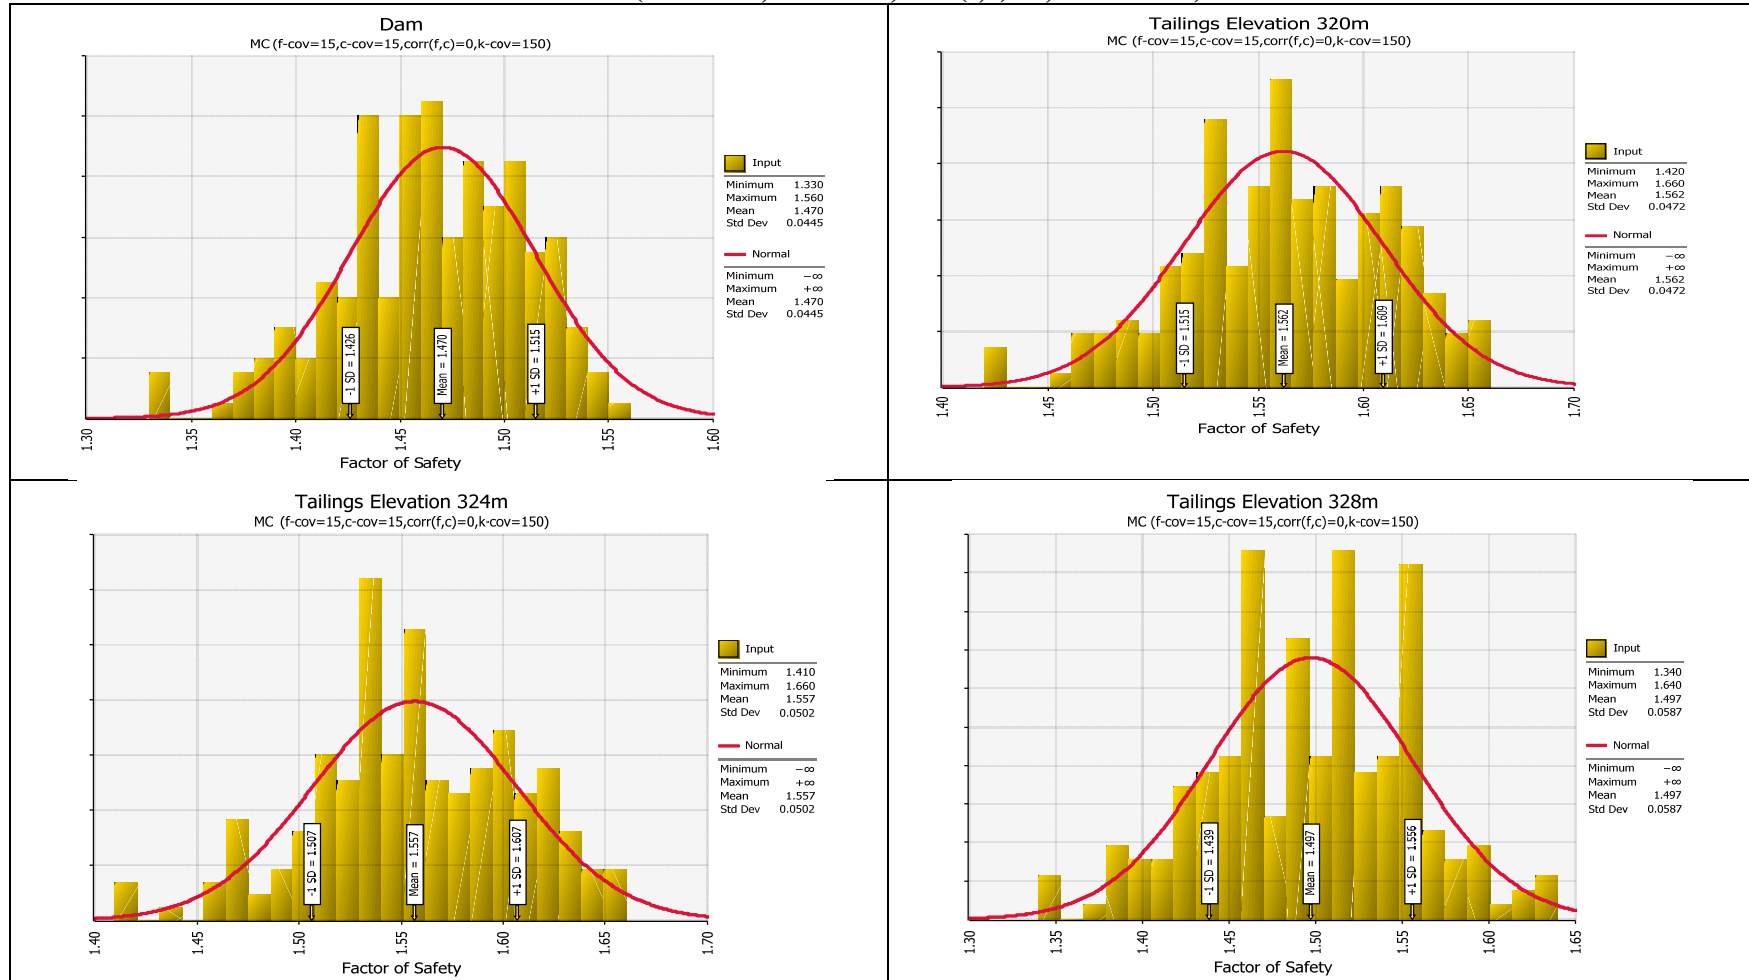 Dam
MC (f-cov=15,c-cov=15,corr(f,c)=0,k-cov=150)
-1 SD = 1.426
Mean = 1.470
+1 SD = 1.515
1.30 1.35 1.40 1.45 1.50 1.55 1.60
Factor of Safety
Input
Minimum 1.330
Maximum 1.560
Mean 1.470
Std Dev 0.0445
Normal
Minimum −∞
Maximum +∞
Mean 1.470
Std Dev 0.0445
Tailings Elevation 320m
MC (f-cov=15,c-cov=15,corr(f,c)=0,k-cov=150)
-1 SD = 1.515
Mean = 1.562
+1 SD = 1.609
1.40 1.45 1.50 1.55 1.60 1.65 1.70
Factor of Safety
Input
Minimum 1.420
Maximum 1.660
Mean 1.562
Std Dev 0.0472
Normal
Minimum −∞
Maximum +∞
Mean 1.562
Std Dev 0.0472
Tailings Elevation 324m
MC (f-cov=15,c-cov=15,corr(f,c)=0,k-cov=150)
-1 SD = 1.507
Mean = 1.557
+1 SD = 1.607
1.40 1.45 1.50 1.55 1.60 1.65 1.70
Factor of Safety
Input
Minimum 1.410
Maximum 1.660
Mean 1.557
Std Dev 0.0502
Normal
Minimum −∞
Maximum +∞
Mean 1.557
Std Dev 0.0502
Tailings Elevation 328m
MC (f-cov=15,c-cov=15,corr(f,c)=0,k-cov=150)
-1 SD = 1.439
Mean = 1.497
+1 SD = 1.556
1.30 1.35 1.40 1.45 1.50 1.55 1.60 1.65
Factor of Safety
Input
Minimum 1.340
Maximum 1.640
Mean 1.497
Std Dev 0.0587
Normal
Minimum −∞
Maximum +∞
Mean 1.497
Std Dev 0.0587